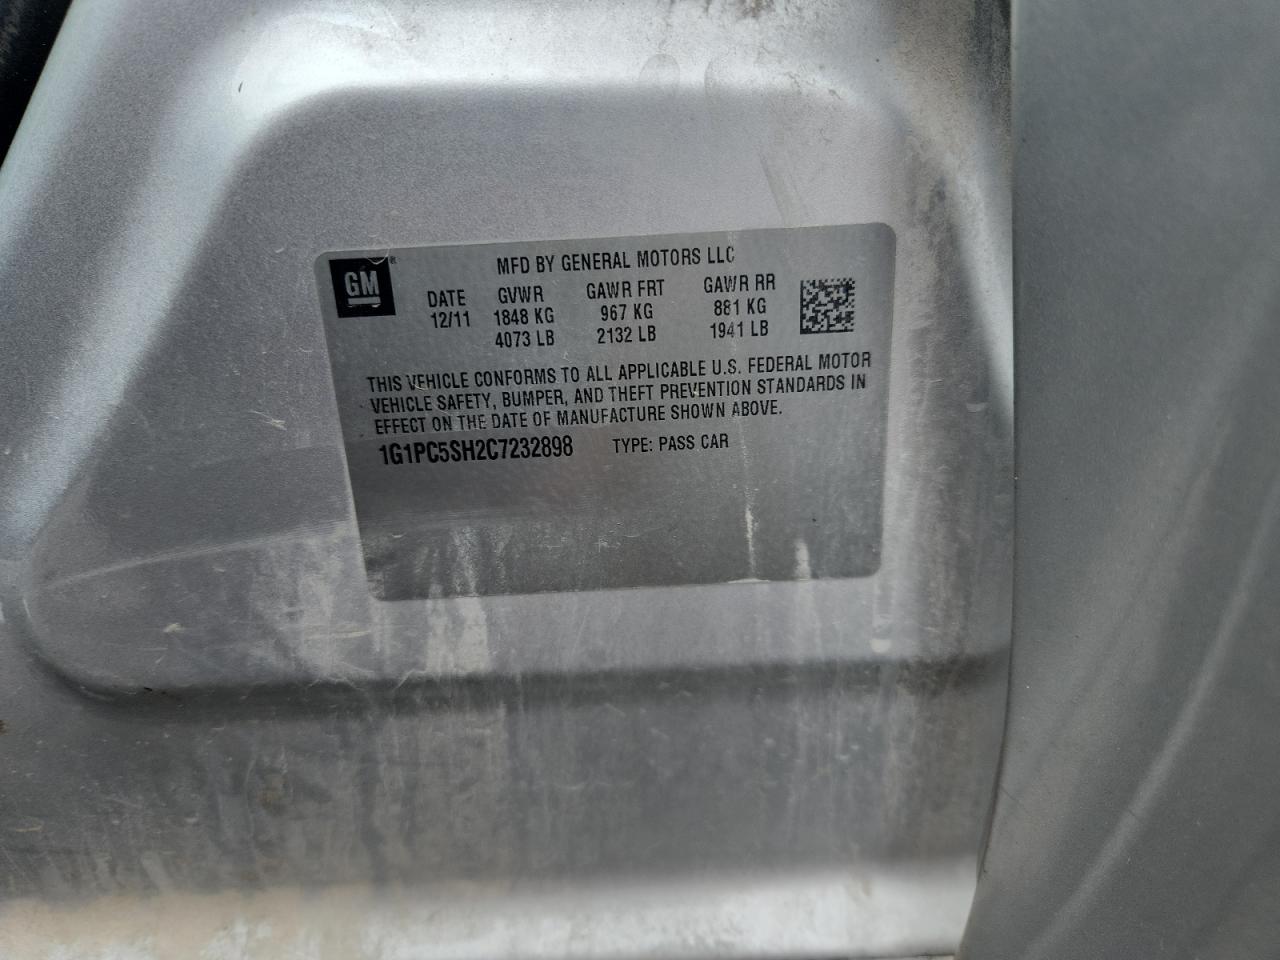 GM
MFD BY GENERAL MOTORS LLC
DATE GVWR GAWR FRT GAWR RR
12/11 1848 KG 967 KG 881 KG
4073 LB 2132 LB 1941 LB
THIS VEHICLE CONFORMS TO ALL APPLICABLE U.S. FEDERAL MOTOR
VEHICLE SAFETY, BUMPER, AND THEFT PREVENTION STANDARDS IN
EFFECT ON THE DATE OF MANUFACTURE SHOWN ABOVE.
1G1PC5SH2C7232898 TYPE: PASS CAR